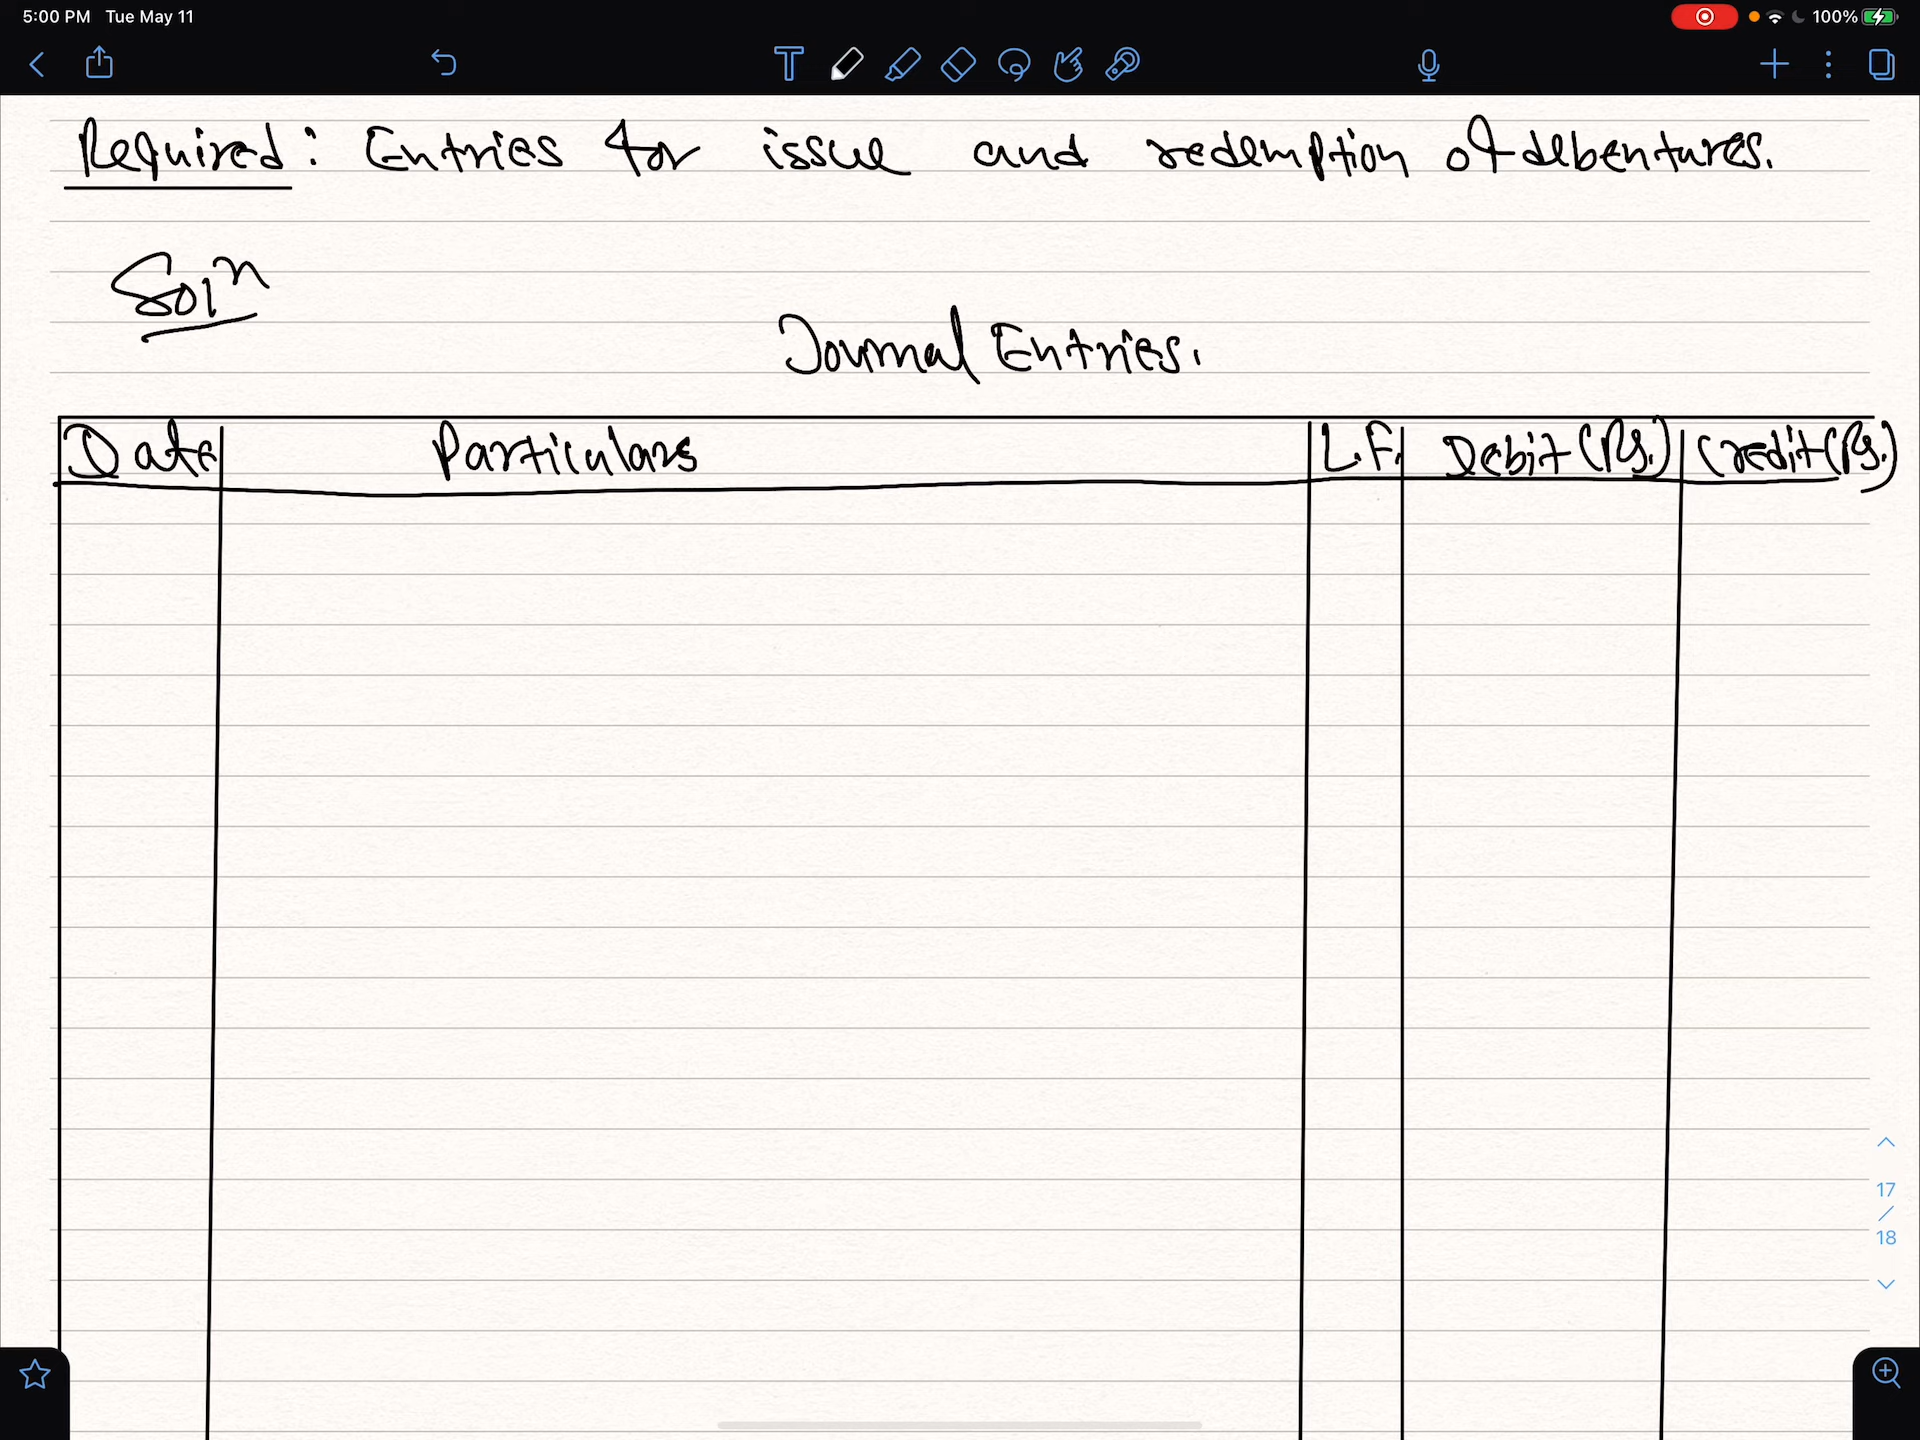 5:00 PM Tue May 11 100%
Required: Entries for issue and redemption of debentures.
Solⁿ
Journal Entries.
Date Particulars L.F. Debit (Rs.) Credit (Rs.)
17
/
18